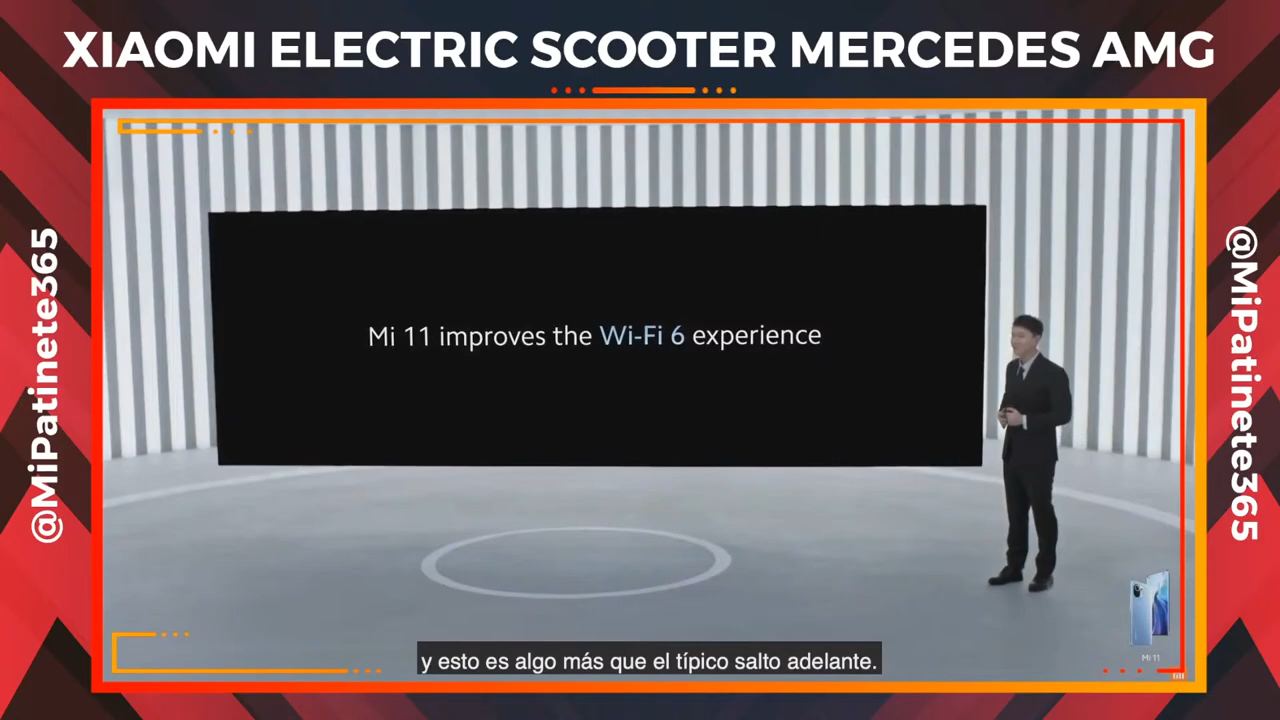 XIAOMI ELECTRIC SCOOTER MERCEDES AMG
@MiPatinete365
@MiPatinete365
Mi 11 improves the Wi-Fi 6 experience
Mi 11
y esto es algo más que el típico salto adelante.